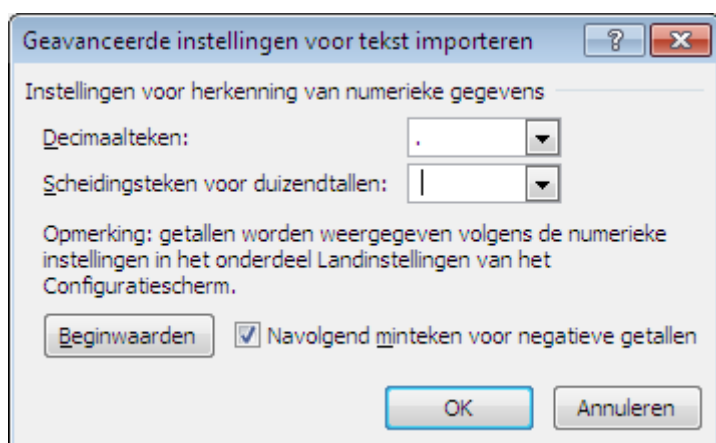 Geavanceerde instellingen voor tekst importeren
Instellingen voor herkenning van numerieke gegevens
Decimaalteken: .
Scheidingsteken voor duizendtallen:
Opmerking: getallen worden weergegeven volgens de numerieke
instellingen in het onderdeel Landinstellingen van het
Configuratiescherm.
Beginwaarden Navolgend minteken voor negatieve getallen
OK Annuleren